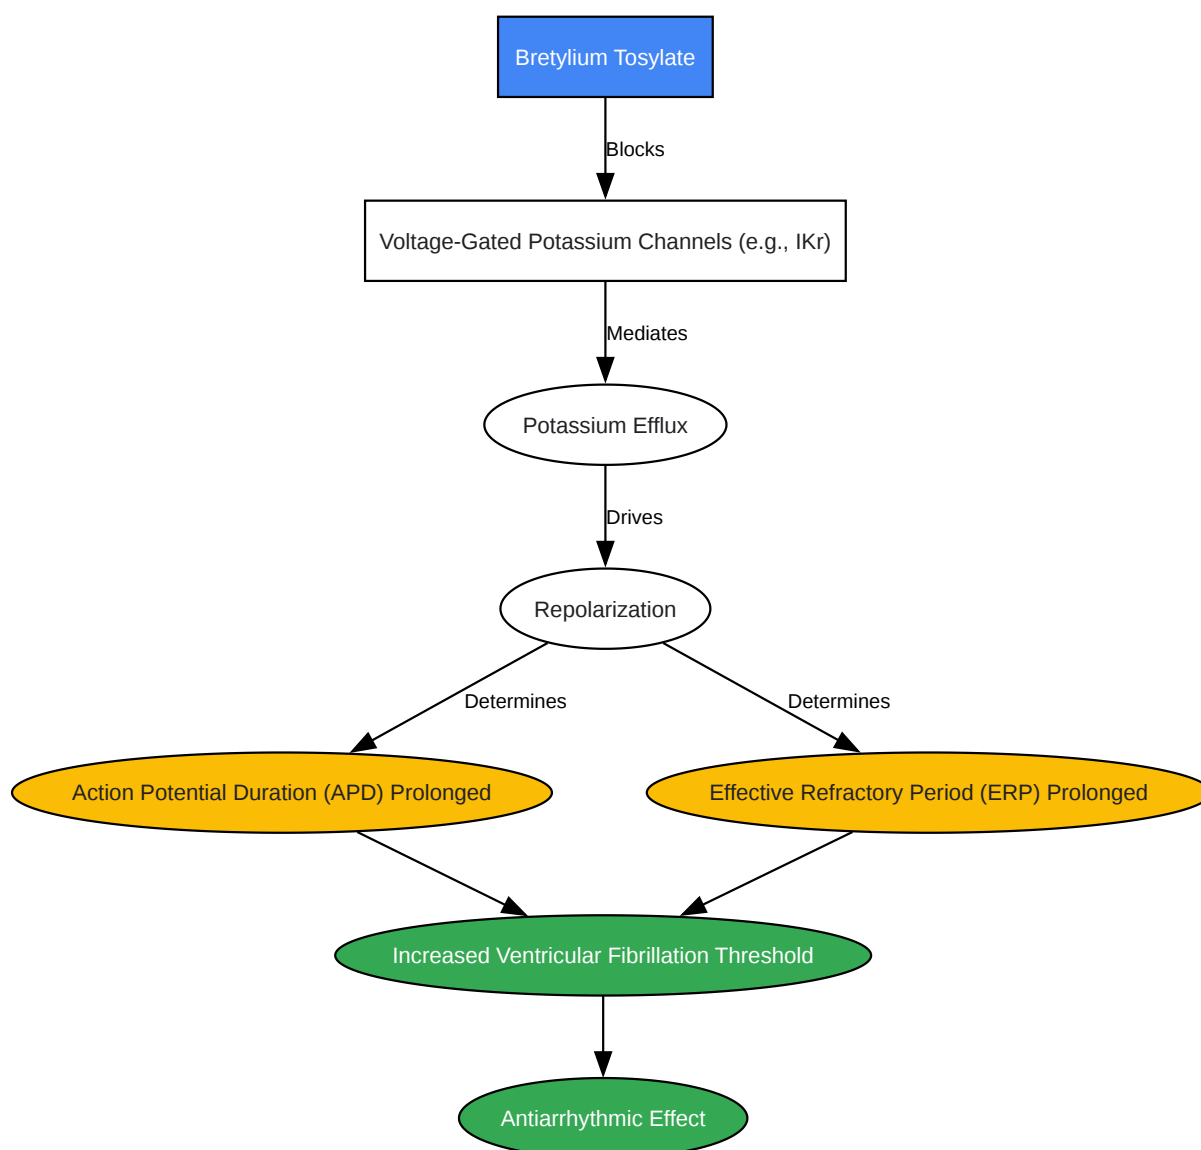 Bretylium Tosylate
Blocks
Voltage-Gated Potassium Channels (e.g., IKr)
Mediates
Potassium Efflux
Drives
Repolarization
Determines
Determines
Action Potential Duration (APD) Prolonged
Effective Refractory Period (ERP) Prolonged
Increased Ventricular Fibrillation Threshold
Antiarrhythmic Effect